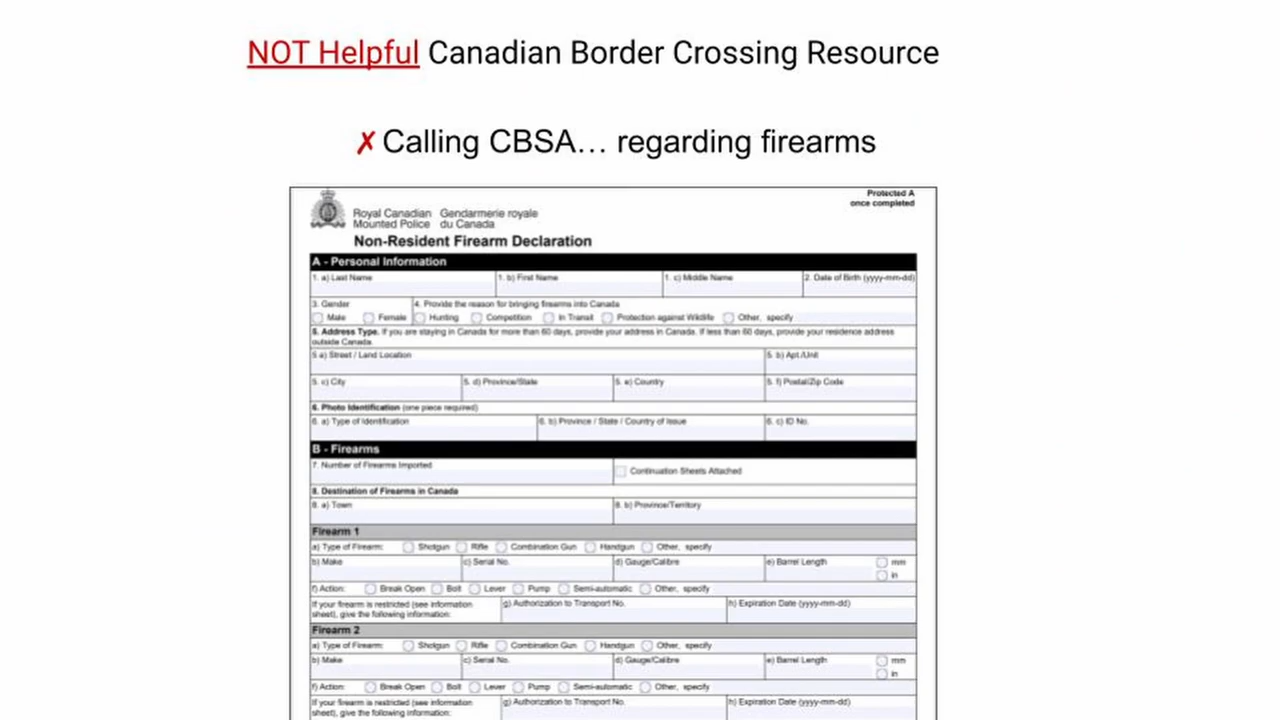 NOT Helpful Canadian Border Crossing Resource
✗ Calling CBSA… regarding firearms
Protected A
once completed
Royal Canadian Gendarmerie royale
Mounted Police du Canada
Non-Resident Firearm Declaration
A - Personal Information
1. a) Last Name 1. b) First Name 1. c) Middle Name 2. Date of Birth (yyyy-mm-dd)
3. Gender 4. Provide the reason for bringing firearms into Canada
Male Female Hunting Competition In Transit Protection against Wildlife Other, specify
5. Address Type. If you are staying in Canada for more than 60 days, provide your address in Canada. If less than 60 days, provide your residence address
outside Canada.
5 a) Street / Land Location 5. b) Apt./Unit
5. c) City 5. d) Province/State 5. e) Country 5. f) Postal/Zip Code
6. Photo Identification (one piece required)
6. a) Type of Identification 6. b) Province / State / Country of Issue 6. c) ID No.
B - Firearms
7. Number of Firearms Imported Continuation Sheets Attached
8. Destination of Firearms in Canada
8. a) Town 8. b) Province/Territory
Firearm 1
a) Type of Firearm: Shotgun Rifle Combination Gun Handgun Other, specify
b) Make c) Serial No. d) Gauge/Calibre e) Barrel Length mm
in
f) Action: Break Open Bolt Lever Pump Semi-automatic Other, specify
If your firearm is restricted (see information g) Authorization to Transport No. h) Expiration Date (yyyy-mm-dd)
sheet), give the following information:
Firearm 2
a) Type of Firearm: Shotgun Rifle Combination Gun Handgun Other, specify
b) Make c) Serial No. d) Gauge/Calibre e) Barrel Length mm
in
f) Action: Break Open Bolt Lever Pump Semi-automatic Other, specify
If your firearm is restricted (see information g) Authorization to Transport No. h) Expiration Date (yyyy-mm-dd)
sheet), give the following information: